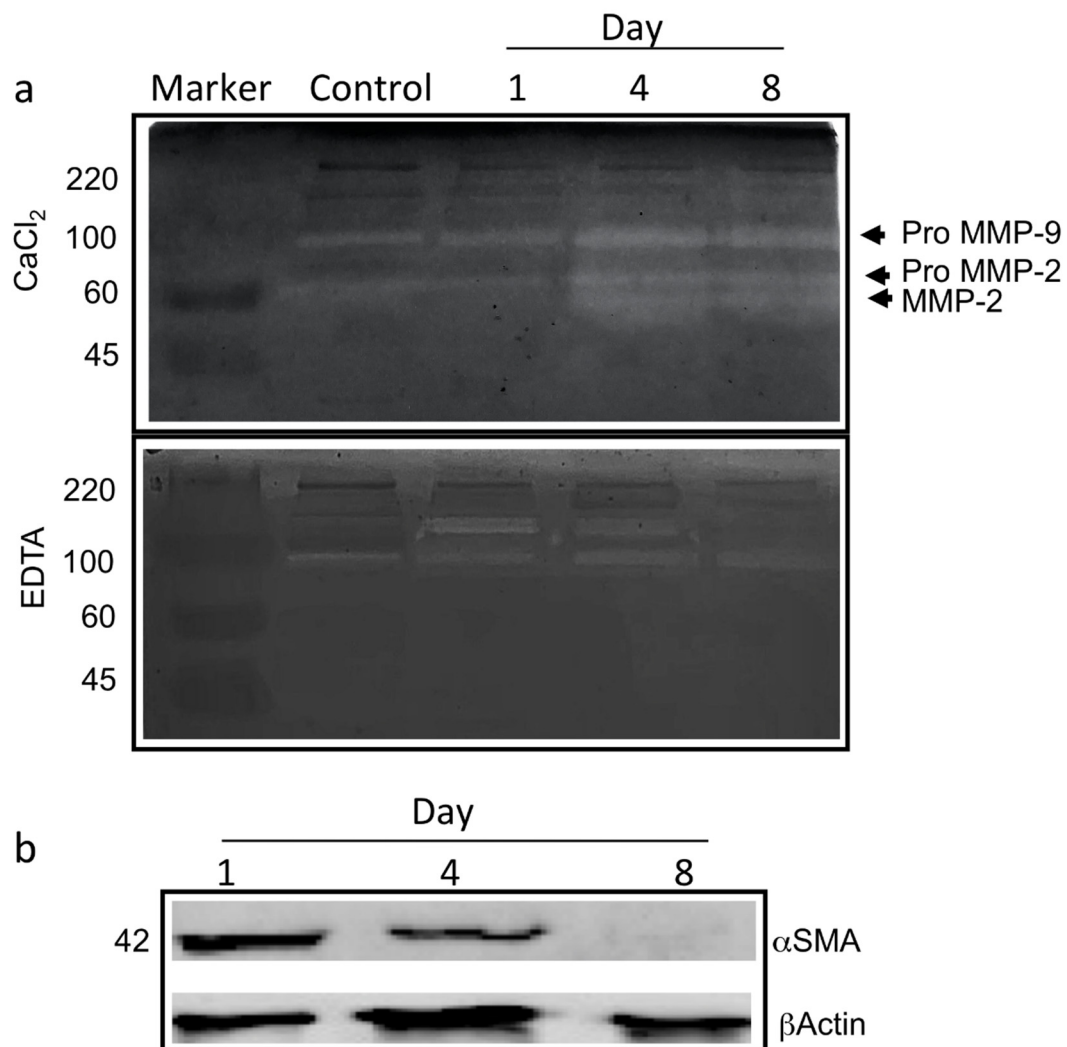 Day
a Marker Control 1 4 8
CaCl₂
220
100
60
45
Pro MMP-9
Pro MMP-2
MMP-2
EDTA
220
100
60
45
Day
b
1 4 8
42 αSMA
βActin